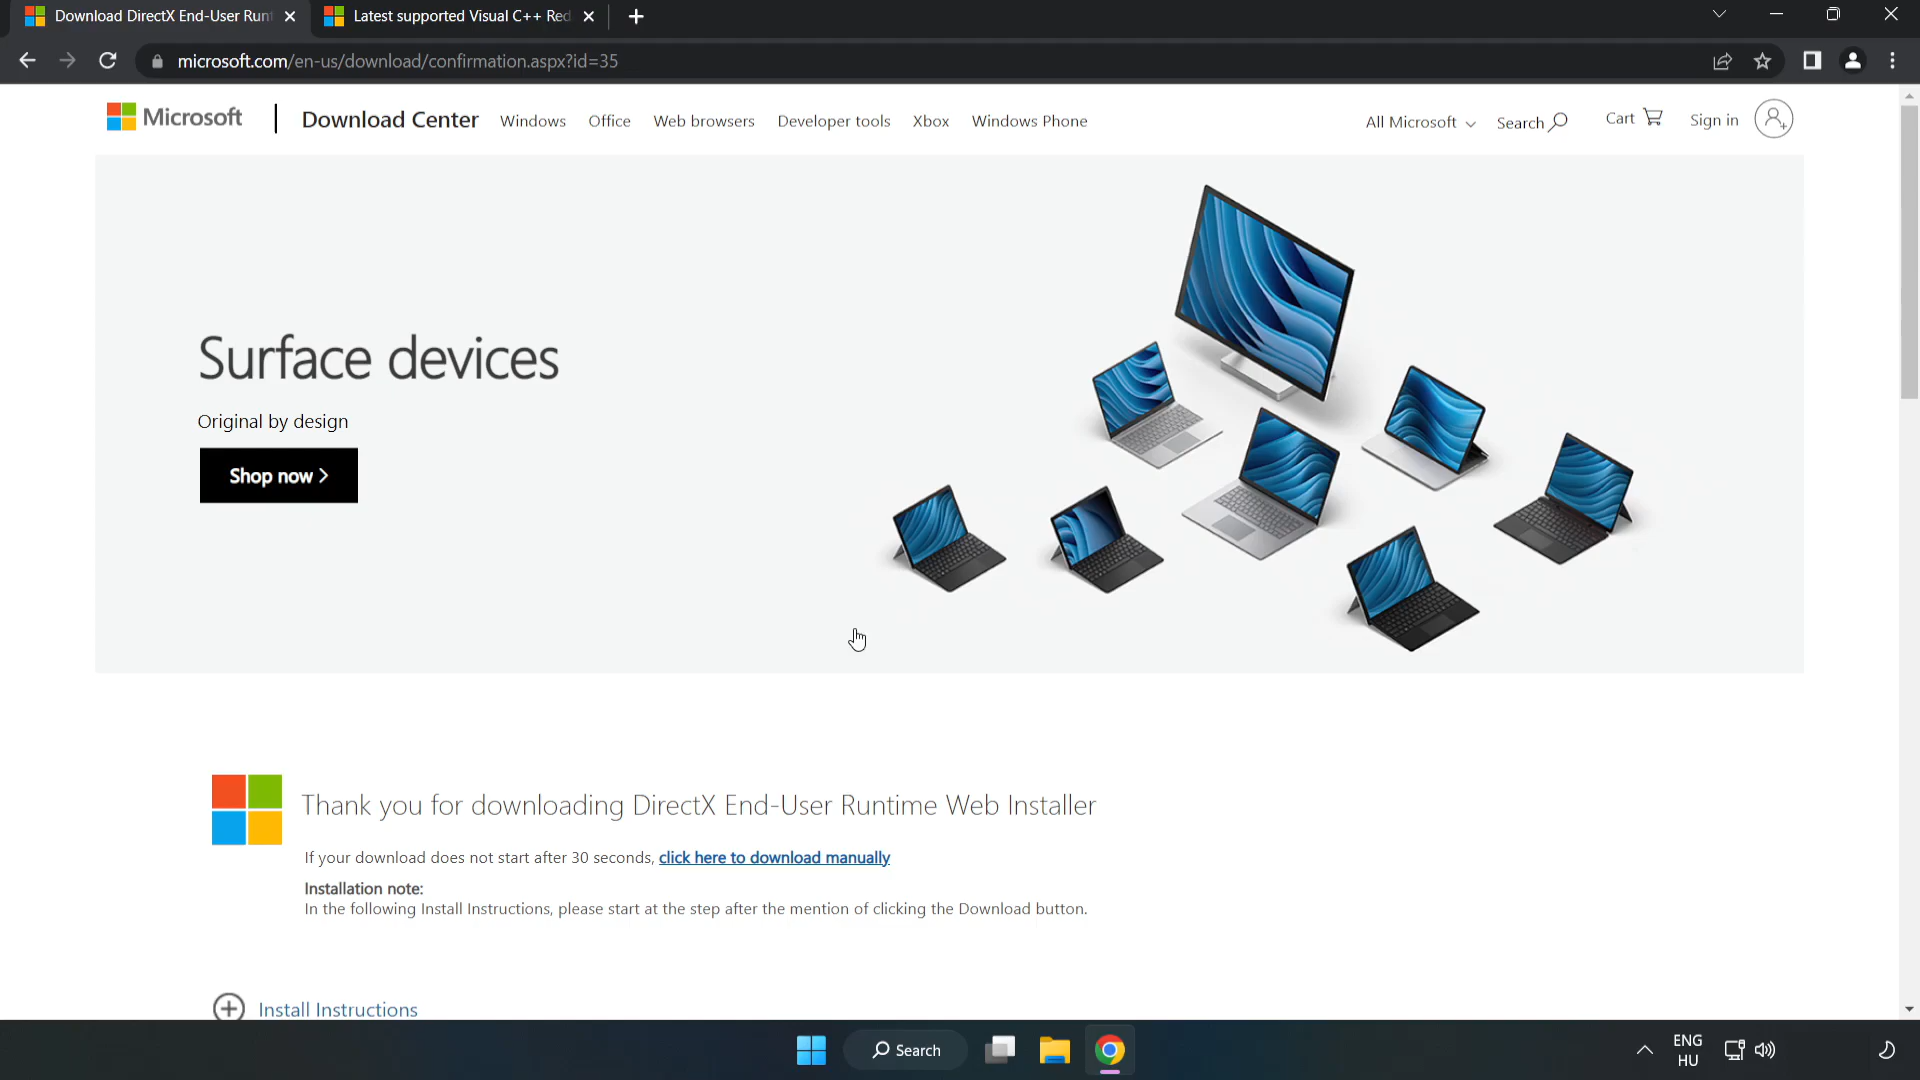 Download DirectX End-User Runt
Latest supported Visual C++ Red
microsoft.com/en-us/download/confirmation.aspx?id=35
Microsoft
Download Center
Windows
Office
Web browsers
Developer tools
Xbox
Windows Phone
All Microsoft
Search
Cart
Sign in
Surface devices
Original by design
Shop now
Thank you for downloading DirectX End-User Runtime Web Installer
If your download does not start after 30 seconds, click here to download manually
Installation note:
In the following Install Instructions, please start at the step after the mention of clicking the Download button.
Install Instructions
Search
ENG
HU